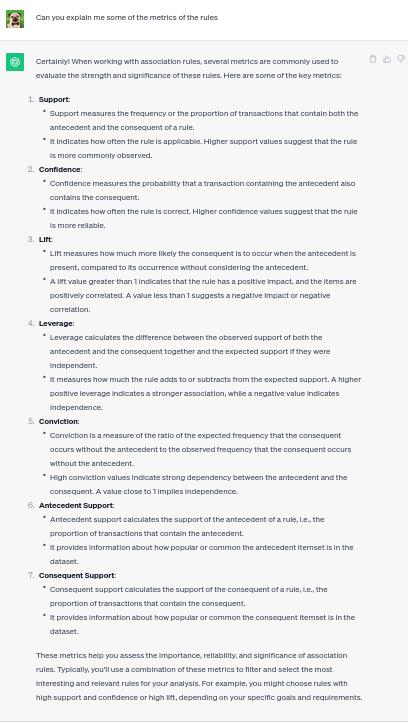 Can you explain me some of the metrics of the rules
Certainly! When working with association rules, several metrics are commonly used to
evaluate the strength and significance of these rules. Here are some of the key metrics:
1. Support:
• Support measures the frequency or the proportion of transactions that contain both the
antecedent and the consequent of a rule.
• It indicates how often the rule is applicable. Higher support values suggest that the rule
is more commonly observed.
2. Confidence:
• Confidence measures the probability that a transaction containing the antecedent also
contains the consequent.
• It indicates how often the rule is correct. Higher confidence values suggest that the rule
is more reliable.
3. Lift:
• Lift measures how much more likely the consequent is to occur when the antecedent is
present, compared to its occurrence without considering the antecedent.
• A lift value greater than 1 indicates that the rule has a positive impact, and the items are
positively correlated. A value less than 1 suggests a negative impact or negative
correlation.
4. Leverage:
• Leverage calculates the difference between the observed support of both the
antecedent and the consequent together and the expected support if they were
independent.
• It measures how much the rule adds to or subtracts from the expected support. A higher
positive leverage indicates a stronger association, while a negative value indicates
independence.
5. Conviction:
• Conviction is a measure of the ratio of the expected frequency that the consequent
occurs without the antecedent to the observed frequency that the consequent occurs
without the antecedent.
• High conviction values indicate strong dependency between the antecedent and the
consequent. A value close to 1 implies independence.
6. Antecedent Support:
• Antecedent support calculates the support of the antecedent of a rule, i.e., the
proportion of transactions that contain the antecedent.
• It provides information about how popular or common the antecedent itemset is in the
dataset.
7. Consequent Support:
• Consequent support calculates the support of the consequent of a rule, i.e., the
proportion of transactions that contain the consequent.
• It provides information about how popular or common the consequent itemset is in the
dataset.
These metrics help you assess the importance, reliability, and significance of association
rules. Typically, you'll use a combination of these metrics to filter and select the most
interesting and relevant rules for your analysis. For example, you might choose rules with
high support and confidence or high lift, depending on your specific goals and requirements.